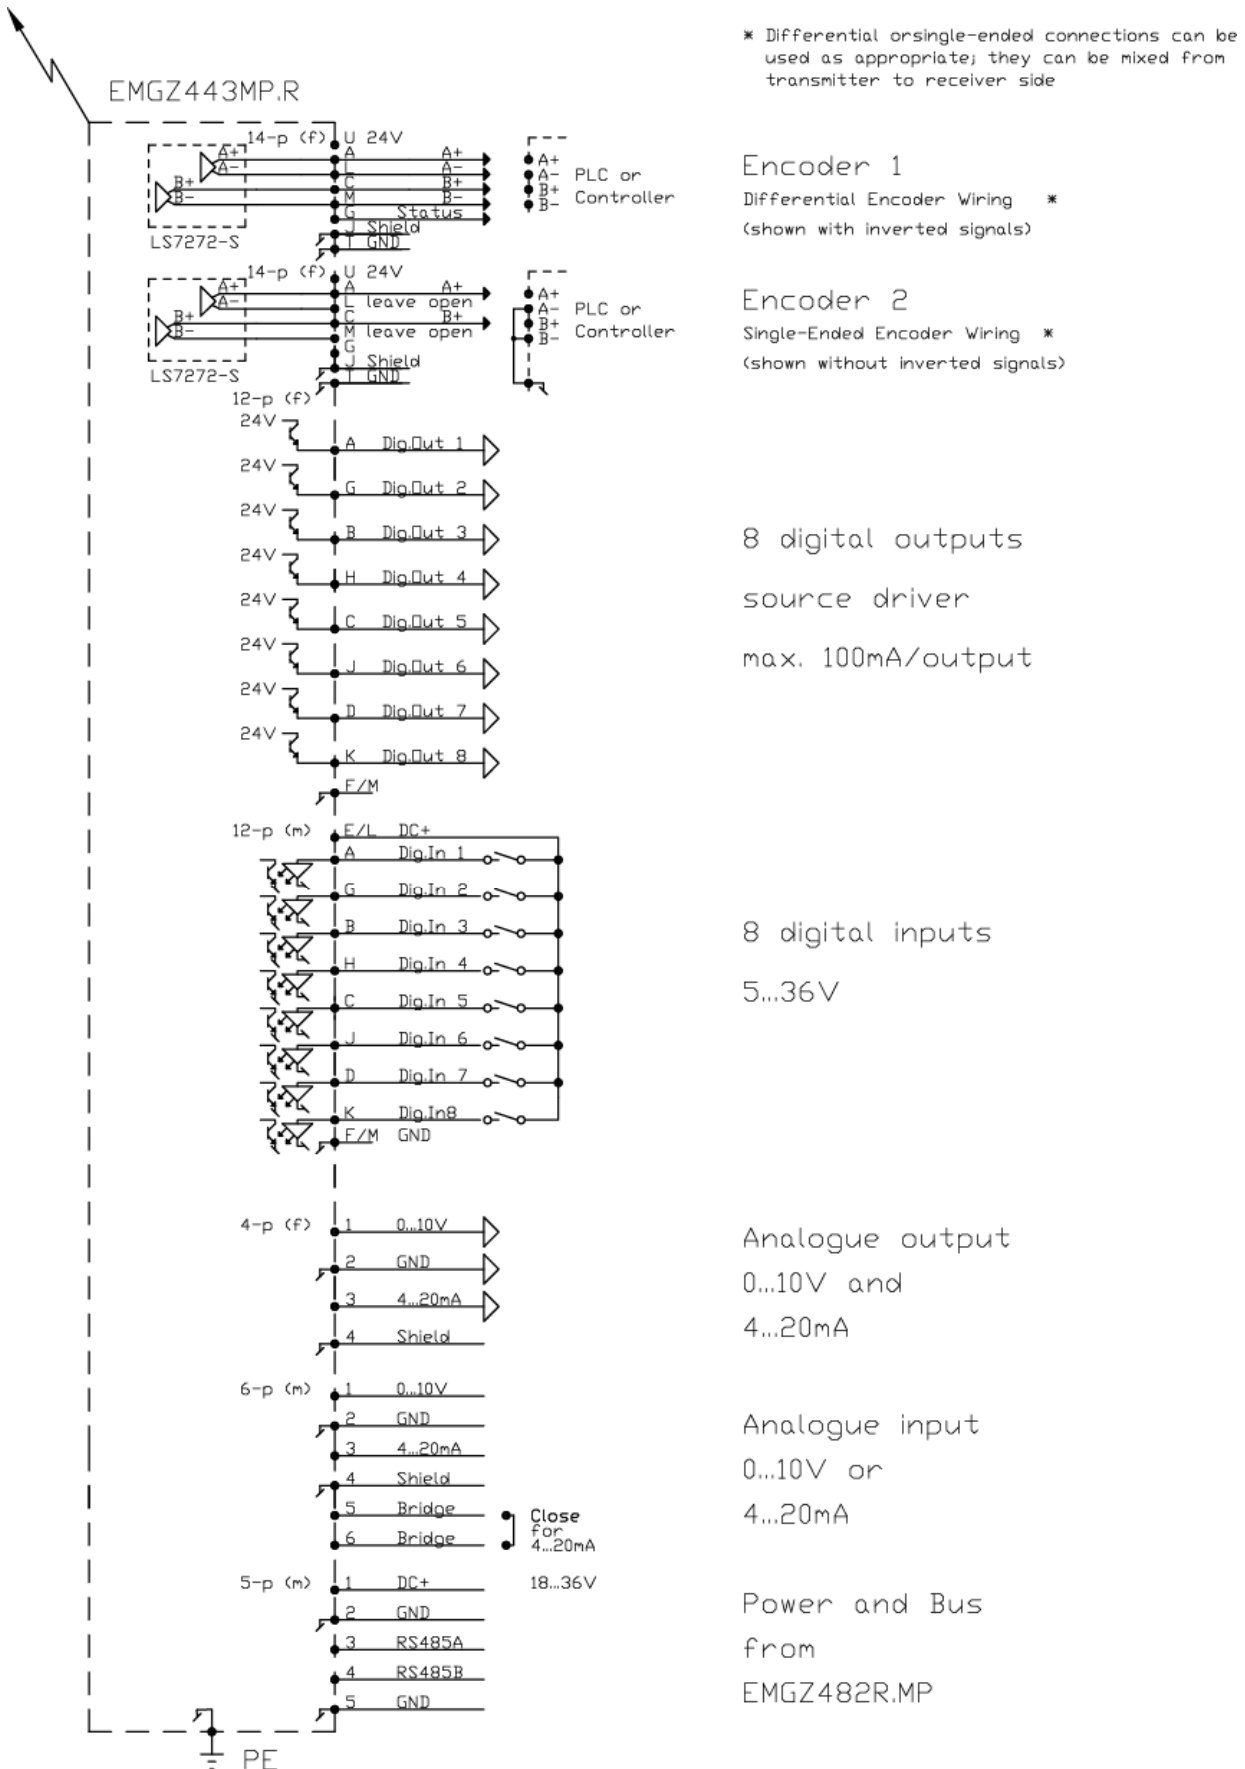 * Differential orsingle-ended connections can be
used as appropriate; they can be mixed from
transmitter to receiver side
EMGZ443MP.R
14-p (f) U 24V
A+ A A+ A+
A- L A- A- PLC or
B+ C B+ B+ Controller
B- M B- B-
G Status
J Shield
LS7272-S T GND
Encoder 1
Differential Encoder Wiring *
(shown with inverted signals)
14-p (f) U 24V
A+ A A+ A+
A- L leave open A- PLC or
B+ C B+ B+ Controller
B- M leave open B-
G
J Shield
LS7272-S T GND
Encoder 2
Single-Ended Encoder Wiring *
(shown without inverted signals)
12-p (f)
24V A Dig.Out 1
24V G Dig.Out 2
24V B Dig.Out 3
24V H Dig.Out 4
24V C Dig.Out 5
24V J Dig.Out 6
24V D Dig.Out 7
24V K Dig.Out 8
F/M
8 digital outputs
source driver
max. 100mA/output
12-p (m) E/L DC+
A Dig.In 1
G Dig.In 2
B Dig.In 3
H Dig.In 4
C Dig.In 5
J Dig.In 6
D Dig.In 7
K Dig.In8
F/M GND
8 digital inputs
5...36V
4-p (f) 1 0...10V
2 GND
3 4...20mA
4 Shield
Analogue output
0...10V and
4...20mA
6-p (m) 1 0...10V
2 GND
3 4...20mA
4 Shield
5 Bridge Close
for
6 Bridge 4...20mA
Analogue input
0...10V or
4...20mA
5-p (m) 1 DC+ 18...36V
2 GND
3 RS485A
4 RS485B
5 GND
Power and Bus
from
EMGZ482R.MP
PE